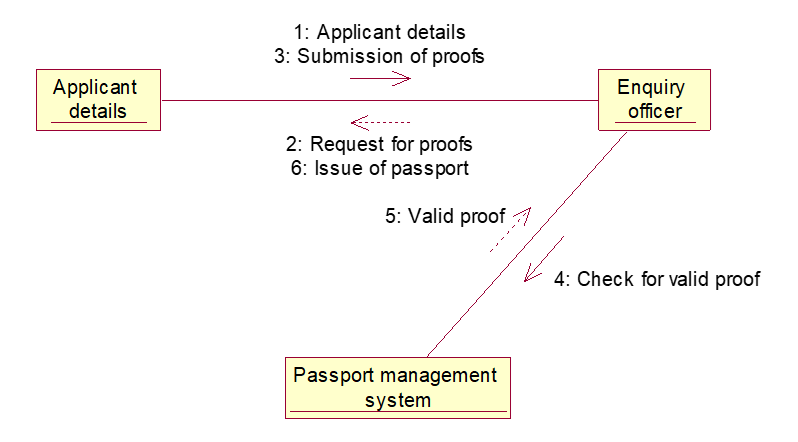 1: Applicant details
3: Submission of proofs
Applicant
details
Enquiry
officer
2: Request for proofs
6: Issue of passport
5: Valid proof
4: Check for valid proof
Passport management
system